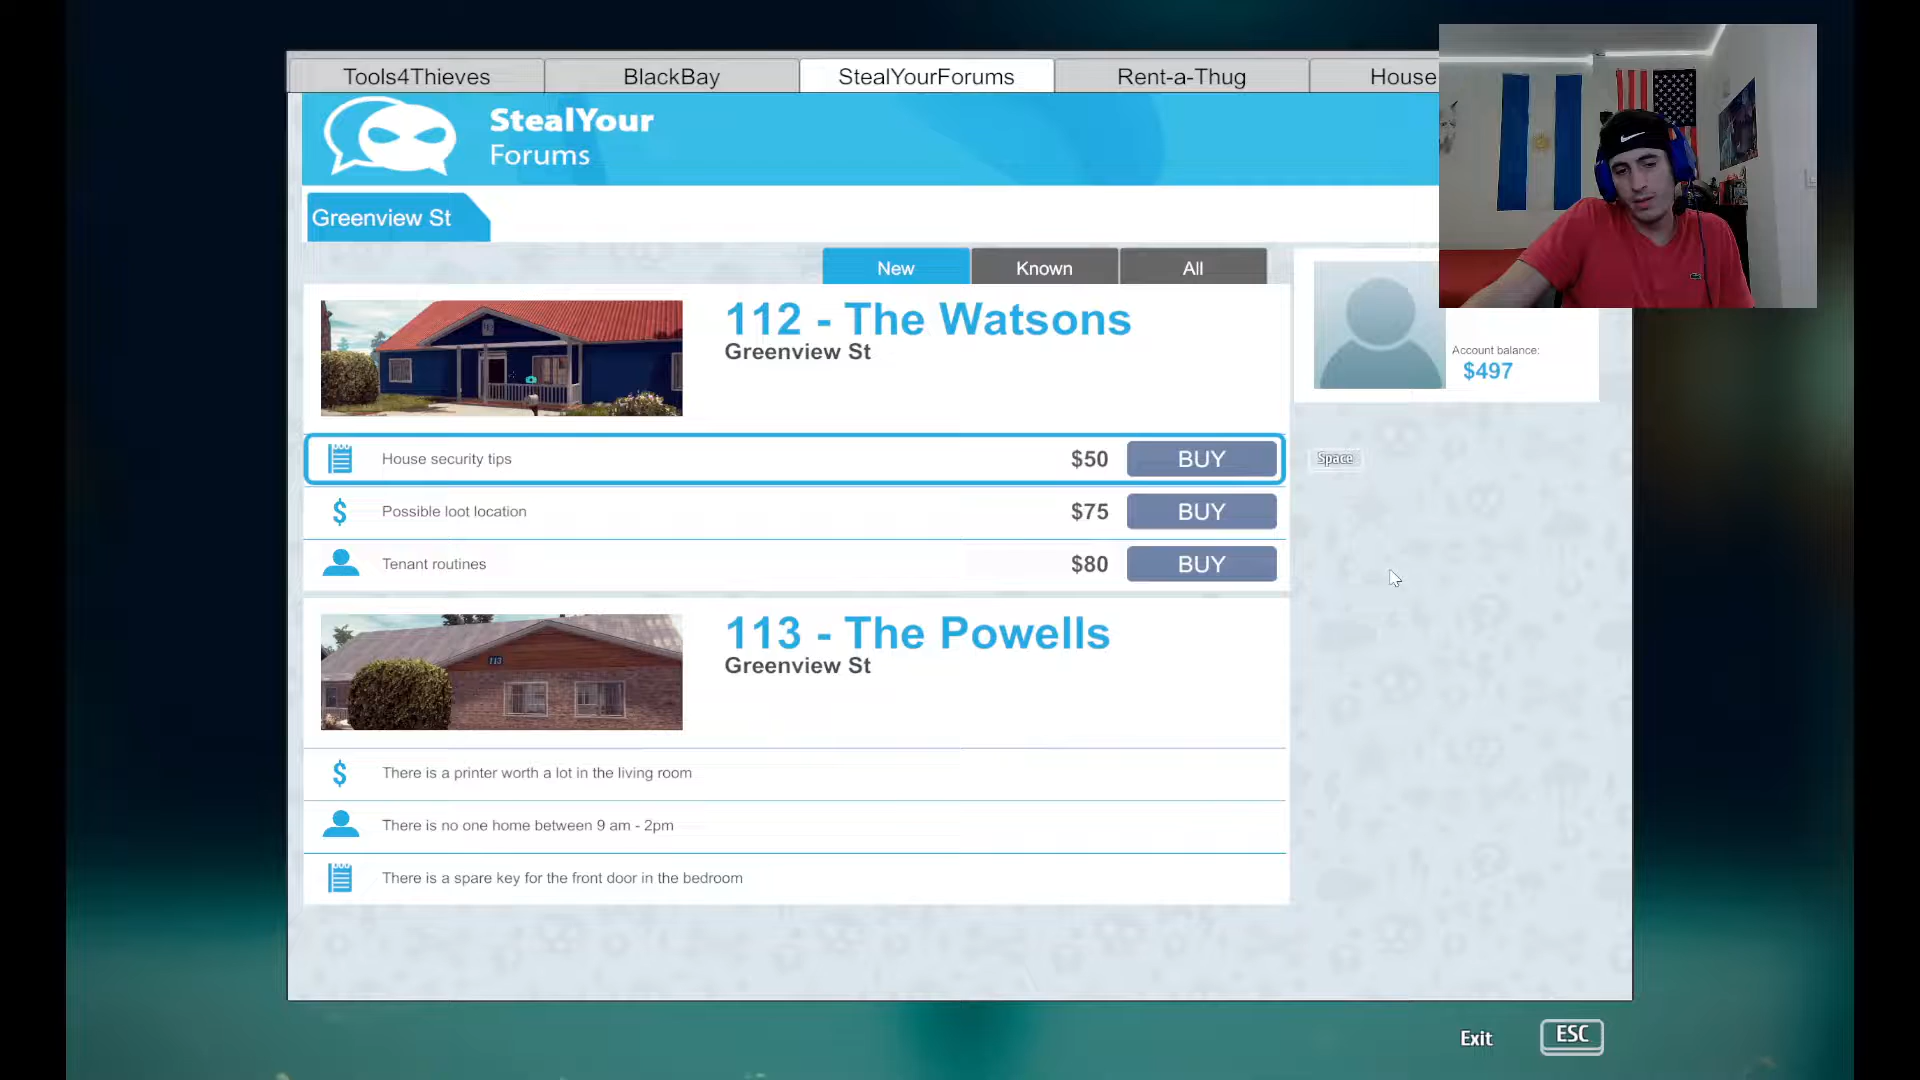 Tools4Thieves
BlackBay
StealYourForums
Rent-a-Thug
House
StealYour
Forums
Greenview St
New
Known
All
112 - The Watsons
Greenview St
Account balance:
$497
House security tips
$50
BUY
Space
Possible loot location
$75
BUY
Tenant routines
$80
BUY
113 - The Powells
Greenview St
113
There is a printer worth a lot in the living room
There is no one home between 9 am - 2pm
There is a spare key for the front door in the bedroom
Exit
ESC